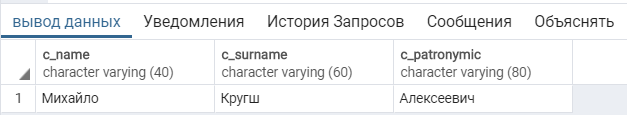 вывод данных Уведомления История Запросов Сообщения Объяснять
c_name c_surname c_patronymic
character varying (40) character varying (60) character varying (80)
1 Михайло Кругш Алексеевич